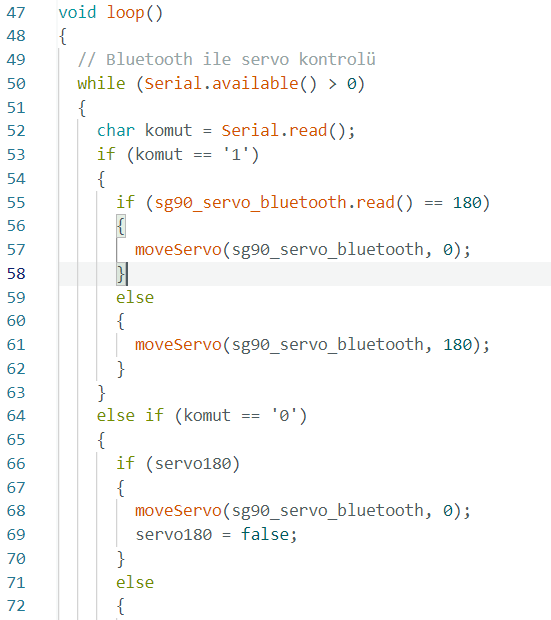 47 void loop()
48 {
49 // Bluetooth ile servo kontrolü
50 while (Serial.available() > 0)
51 {
52 char komut = Serial.read();
53 if (komut == '1')
54 {
55 if (sg90_servo_bluetooth.read() == 180)
56 {
57 moveServo(sg90_servo_bluetooth, 0);
58 }
59 else
60 {
61 moveServo(sg90_servo_bluetooth, 180);
62 }
63 }
64 else if (komut == '0')
65 {
66 if (servo180)
67 {
68 moveServo(sg90_servo_bluetooth, 0);
69 servo180 = false;
70 }
71 else
72 {